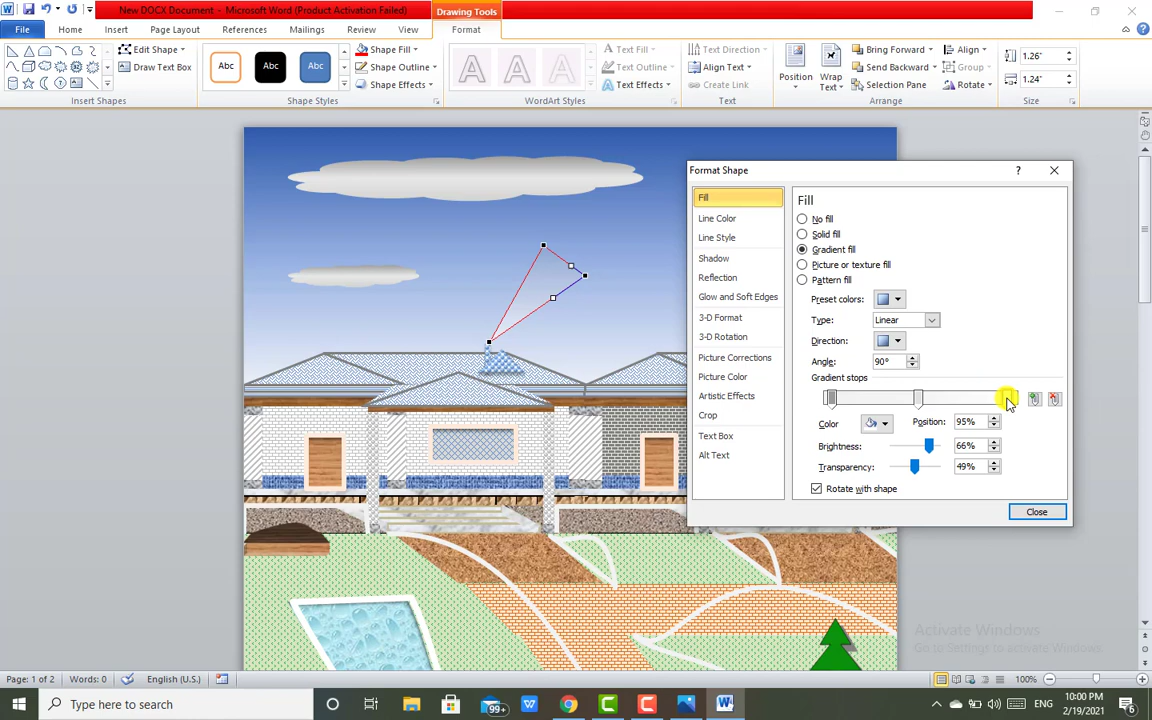 New DOCX Document - Microsoft Word (Product Activation Failed)
Drawing Tools
File Home Insert Page Layout References Mailings Review View Format
Edit Shape
Draw Text Box
Insert Shapes
Abc Abc Abc
Shape Fill
Shape Outline
Shape Effects
Shape Styles
Text Fill
Text Outline
Text Effects
WordArt Styles
Text Direction
Align Text
Create Link
Text
Position
Wrap
Text
Bring Forward
Send Backward
Selection Pane
Align
Group
Rotate
Arrange
1.26"
1.24"
Size
Format Shape
Fill
Line Color
Line Style
Shadow
Reflection
Glow and Soft Edges
3-D Format
3-D Rotation
Picture Corrections
Picture Color
Artistic Effects
Crop
Text Box
Alt Text
Fill
No fill
Solid fill
Gradient fill
Picture or texture fill
Pattern fill
Preset colors:
Type: Linear
Direction:
Angle: 90°
Gradient stops
Color Position: 95%
Brightness: 66%
Transparency: 49%
Rotate with shape
Close
Activate Windows
Go to Settings to activate Windows.
Page: 1 of 2 Words: 0 English (U.S.) 100%
Type here to search
99+
W
ENG
10:00 PM
2/19/2021
6